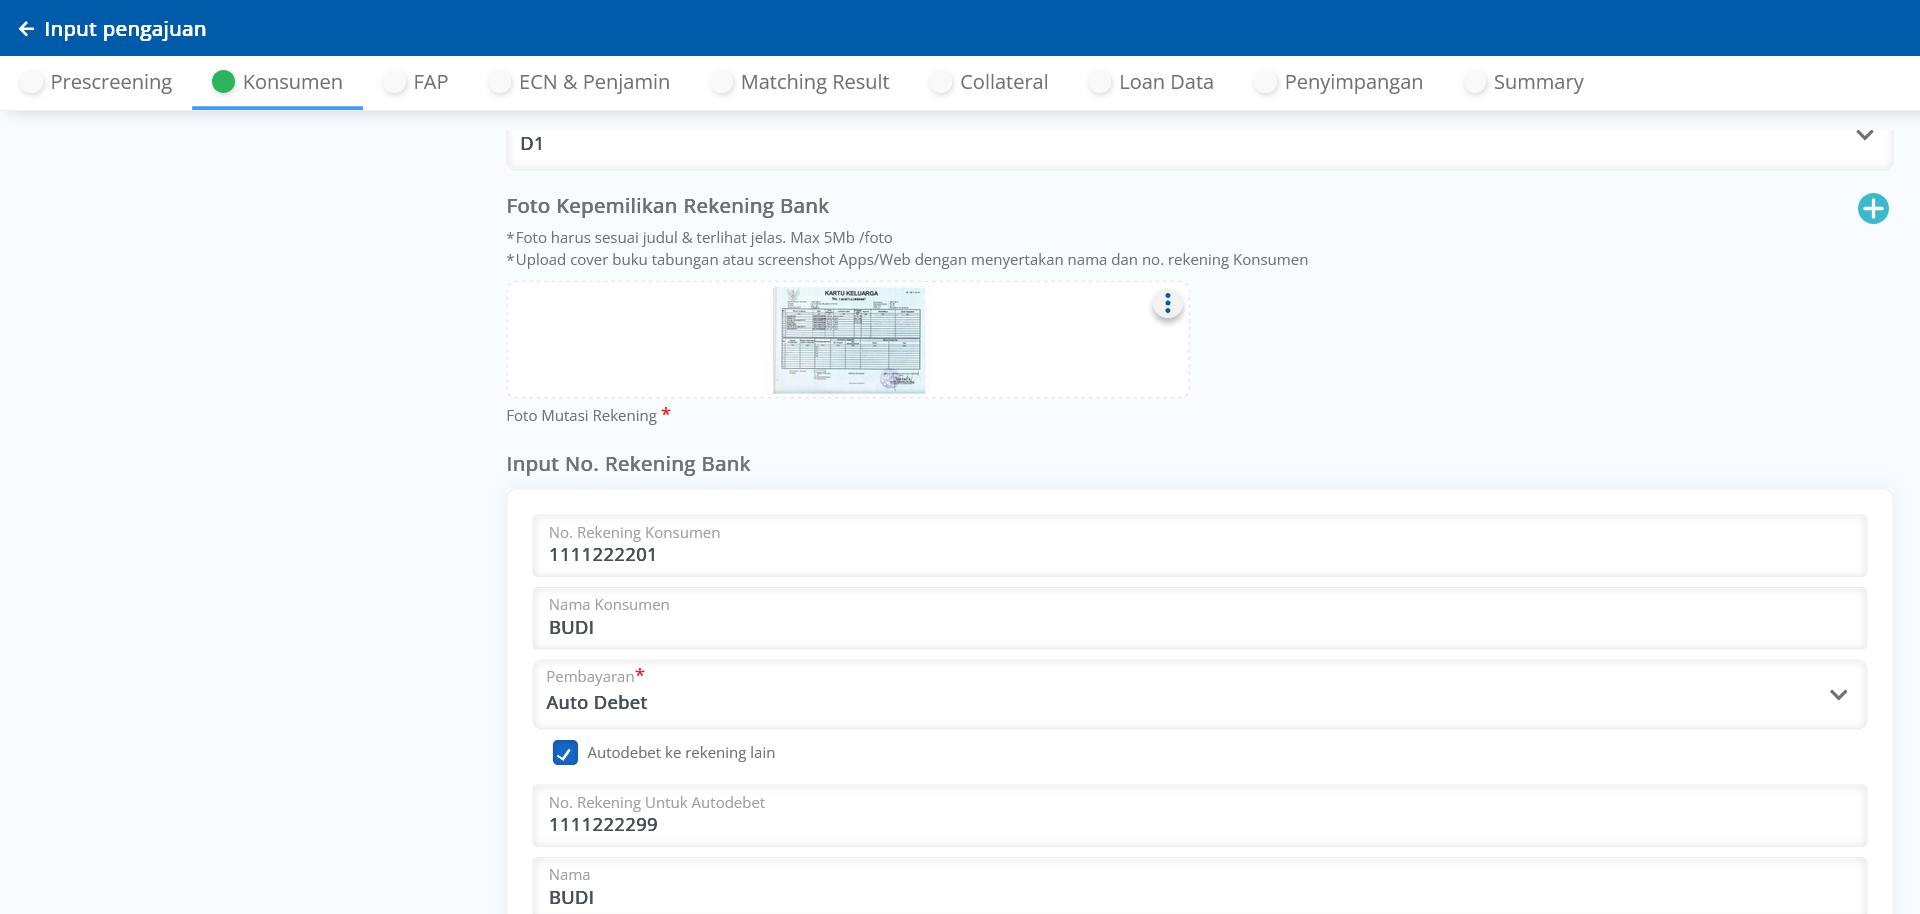 Input pengajuan
Prescreening
Konsumen
FAP
ECN & Penjamin
Matching Result
Collateral
Loan Data
Penyimpangan
Summary
D1
Foto Kepemilikan Rekening Bank
*Foto harus sesuai judul & terlihat jelas. Max 5Mb /foto
*Upload cover buku tabungan atau screenshot Apps/Web dengan menyertakan nama dan no. rekening Konsumen
KARTU KELUARGA
Foto Mutasi Rekening *
Input No. Rekening Bank
No. Rekening Konsumen
1111222201
Nama Konsumen
BUDI
Pembayaran*
Auto Debet
Autodebet ke rekening lain
No. Rekening Untuk Autodebet
1111222299
Nama
BUDI